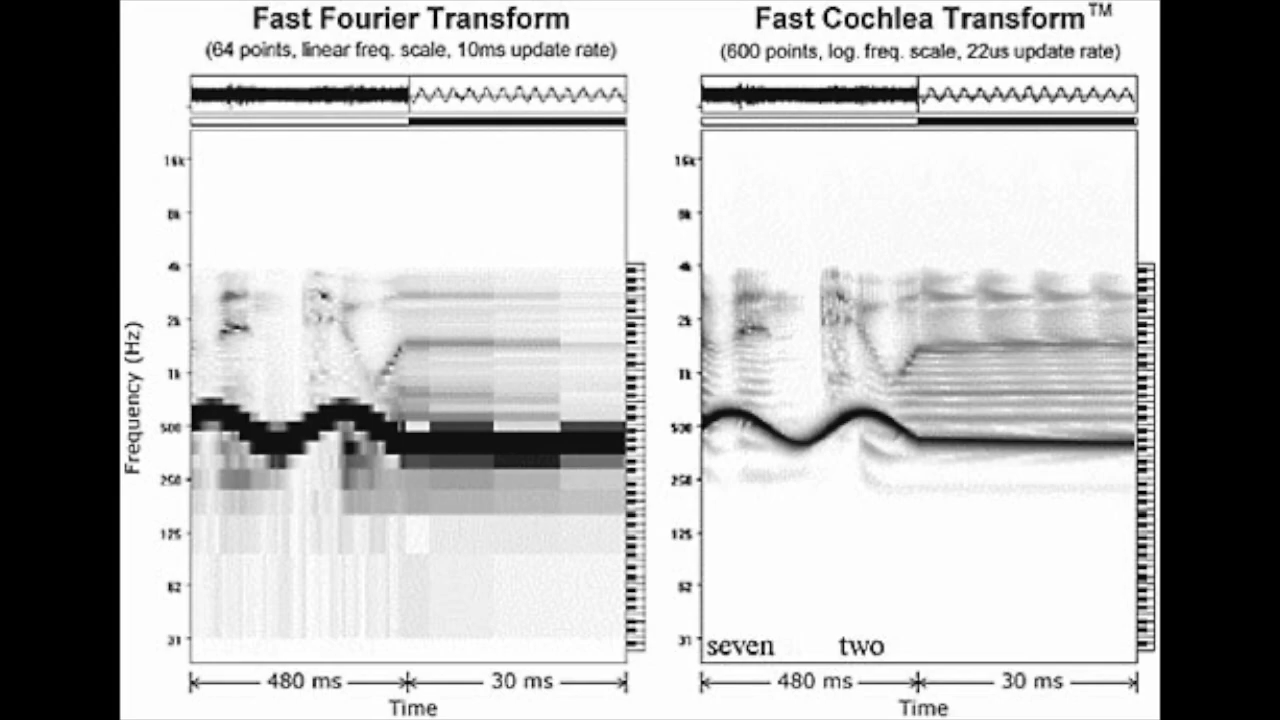 Fast Fourier Transform
(64 points, linear freq. scale, 10ms update rate)
16k
8k
4k
2k
1k
500
250
125
62
31
Frequency (Hz)
480 ms
30 ms
Time
Fast Cochlea Transform™
(600 points, log. freq. scale, 22us update rate)
16k
8k
4k
2k
1k
500
250
125
62
31
seven two
480 ms
30 ms
Time